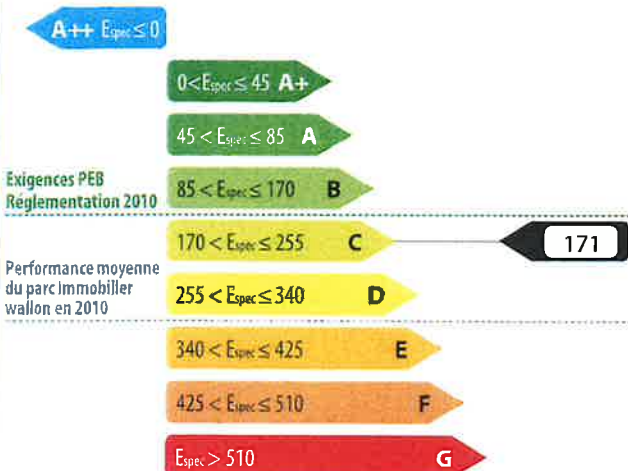 A++ Espec ≤ 0
0 < Espec ≤ 45 A+
45 < Espec ≤ 85 A
Exigences PEB
Réglementation 2010
85 < Espec ≤ 170 B
170 < Espec ≤ 255 C
171
Performance moyenne
du parc immobilier
wallon en 2010
255 < Espec ≤ 340 D
340 < Espec ≤ 425 E
425 < Espec ≤ 510 F
Espec > 510 G